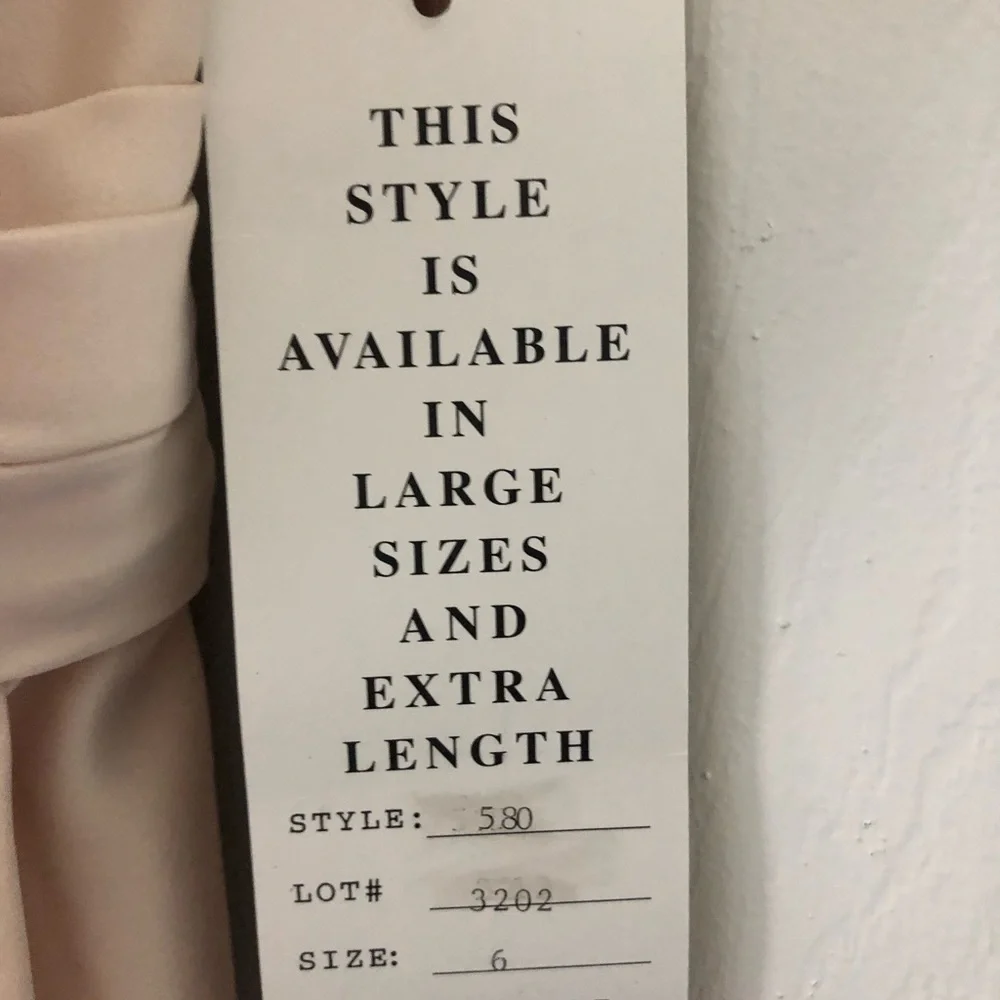 THIS
STYLE
IS
AVAILABLE
IN
LARGE
SIZES
AND
EXTRA
LENGTH
STYLE: 580
LOT# 3202
SIZE: 6